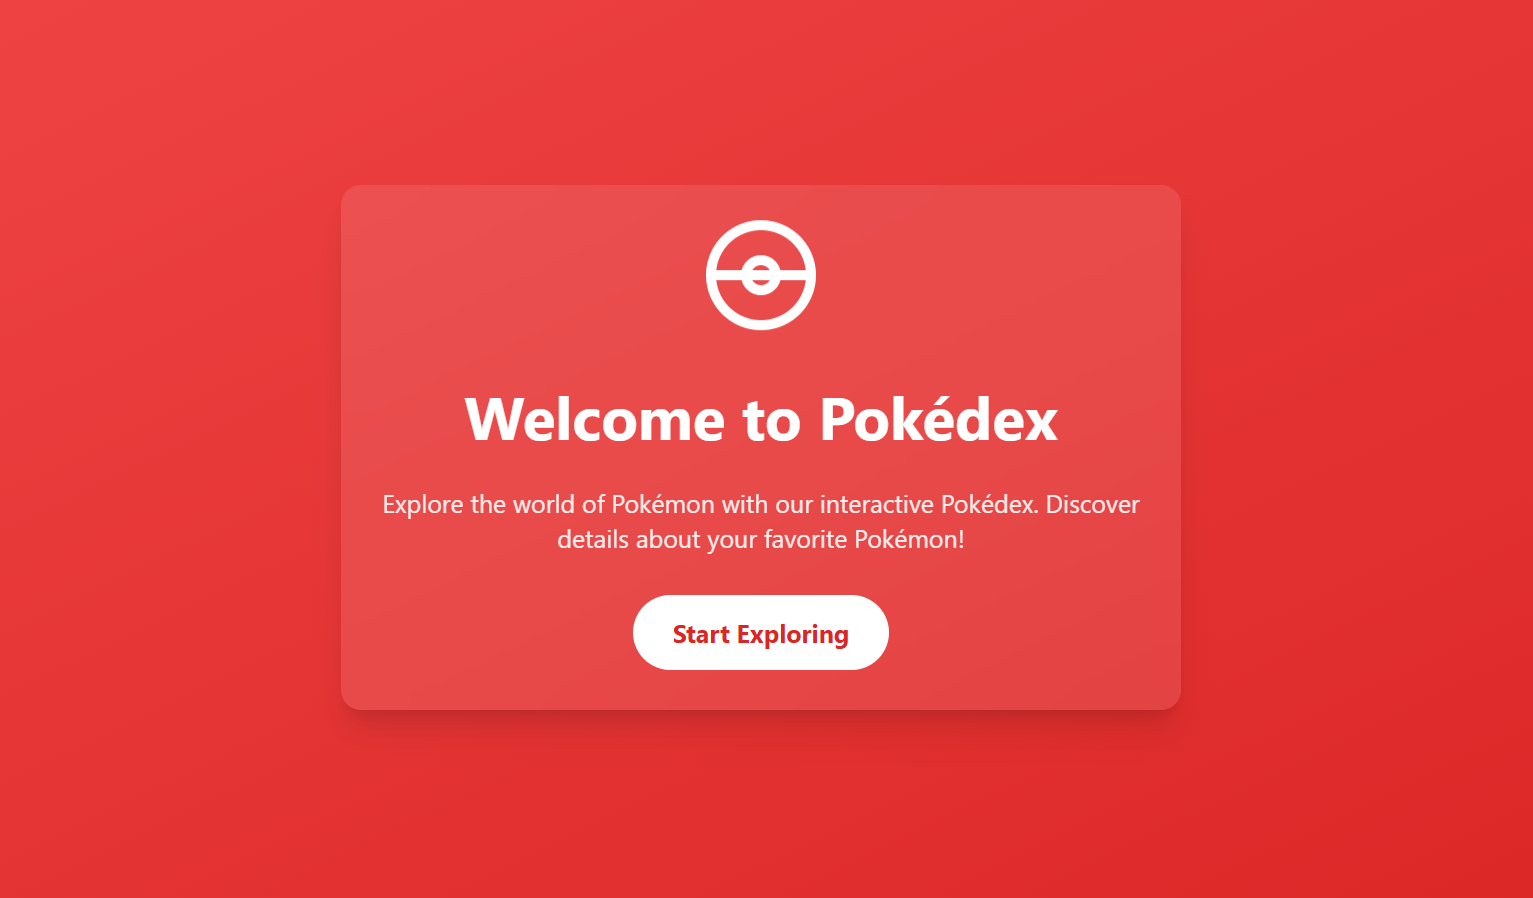 Welcome to Pokédex
Explore the world of Pokémon with our interactive Pokédex. Discover
details about your favorite Pokémon!
Start Exploring